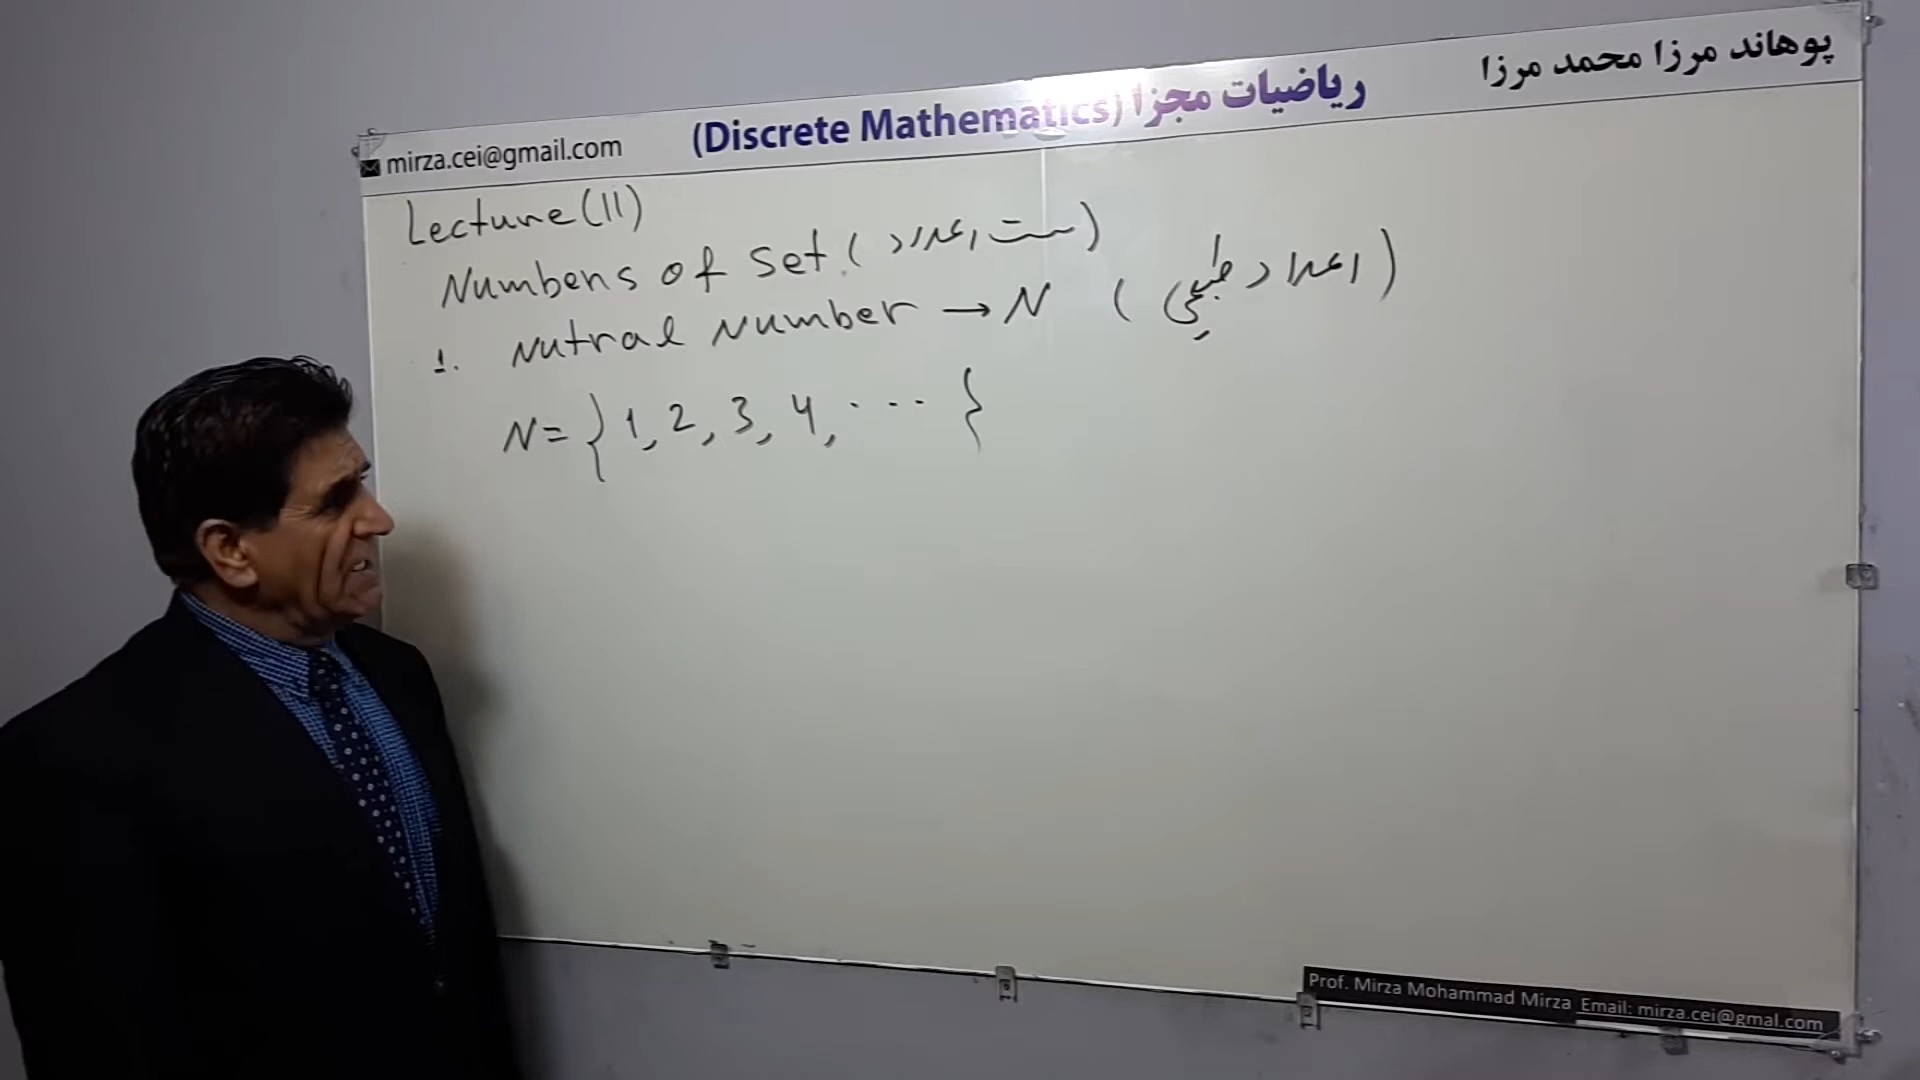 پوهاند مرزا محمد مرزا
ریاضیات مجزا (Discrete Mathematics)
mirza.cei@gmail.com
Lecture (11)
Numbers of set (ست اعداد)
1. Nutral Number → N (اعداد طبیعی)
N = { 1, 2, 3, 4, .... }
Prof. Mirza Mohammad Mirza Email: mirza.cei@gmal.com